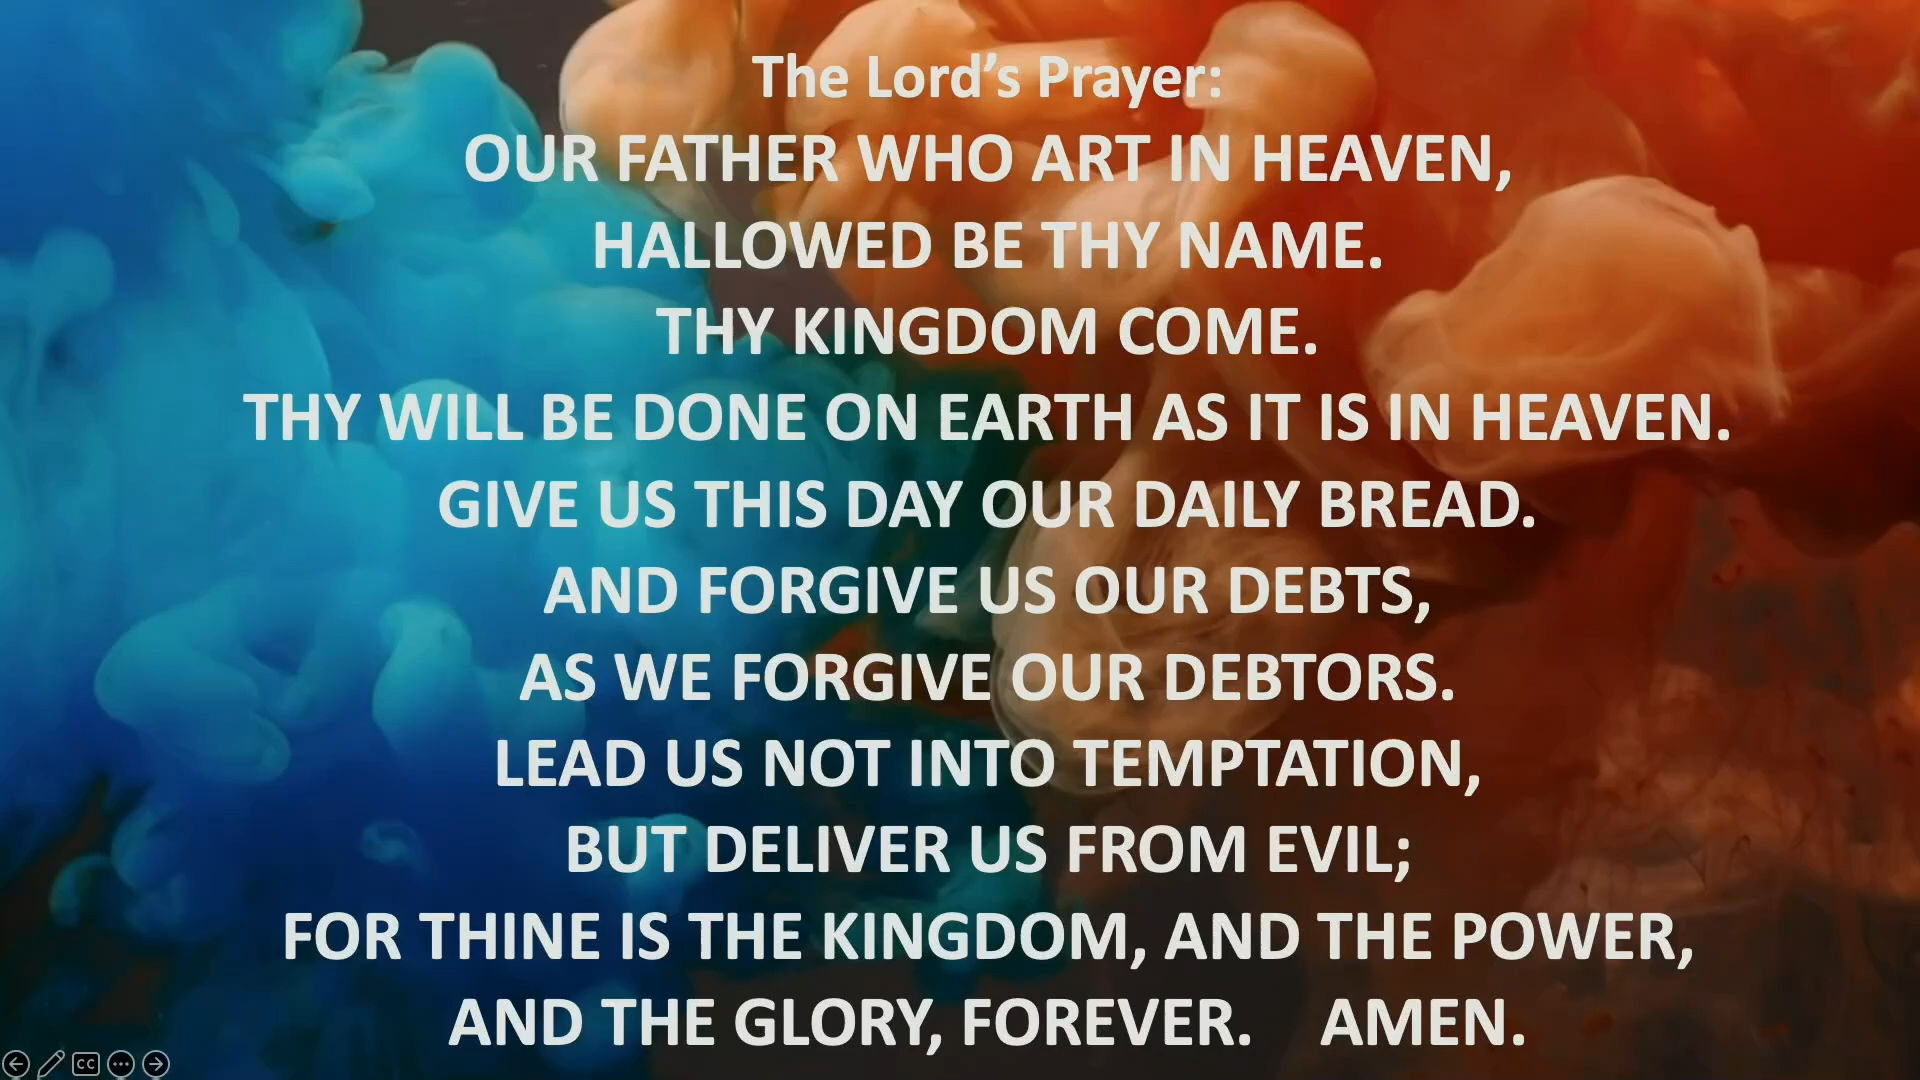 The Lord’s Prayer:
OUR FATHER WHO ART IN HEAVEN,
HALLOWED BE THY NAME.
THY KINGDOM COME.
THY WILL BE DONE ON EARTH AS IT IS IN HEAVEN.
GIVE US THIS DAY OUR DAILY BREAD.
AND FORGIVE US OUR DEBTS,
AS WE FORGIVE OUR DEBTORS.
LEAD US NOT INTO TEMPTATION,
BUT DELIVER US FROM EVIL;
FOR THINE IS THE KINGDOM, AND THE POWER,
AND THE GLORY, FOREVER.    AMEN.
CC